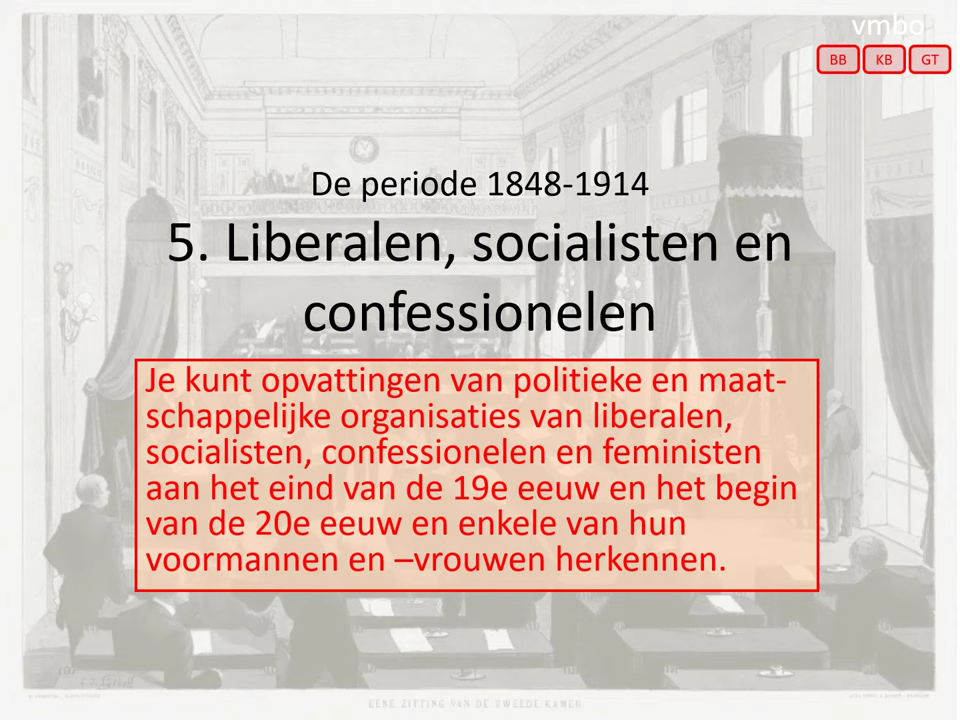 vmbo
BB KB GT
De periode 1848-1914
5. Liberalen, socialisten en
confessionelen
Je kunt opvattingen van politieke en maat-
schappelijke organisaties van liberalen,
socialisten, confessionelen en feministen
aan het eind van de 19e eeuw en het begin
van de 20e eeuw en enkele van hun
voormannen en –vrouwen herkennen.
EENE ZITTING VAN DE TWEEDE KAMER.